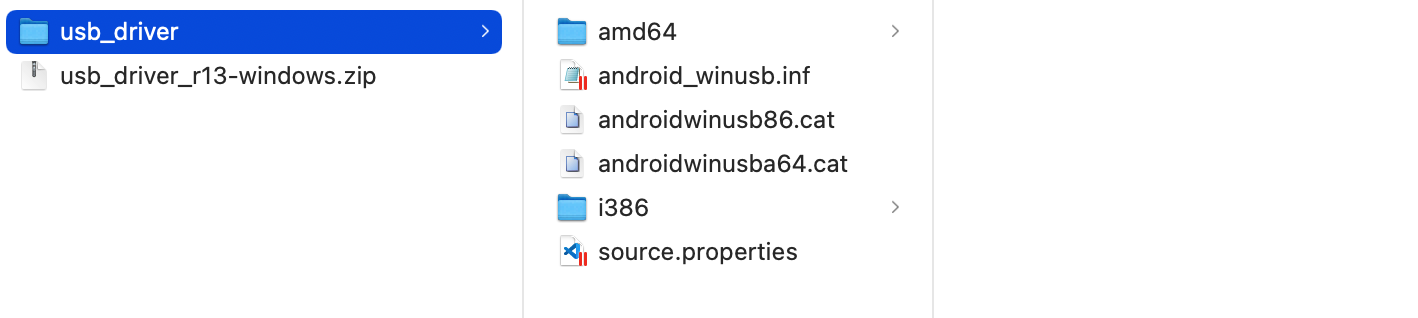 usb_driver
usb_driver_r13-windows.zip
amd64
android_winusb.inf
androidwinusb86.cat
androidwinusba64.cat
i386
source.properties